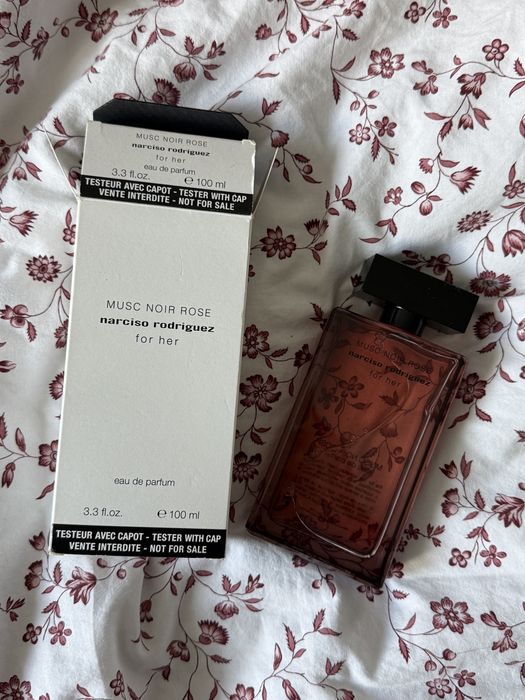 MUSC NOIR ROSE
narciso rodriguez
for her
eau de parfum
3.3 fl.oz. e 100 ml
TESTEUR AVEC CAPOT - TESTER WITH CAP
VENTE INTERDITE - NOT FOR SALE
MUSC NOIR ROSE
narciso rodriguez
for her
eau de parfum
3.3 fl.oz. e 100 ml
TESTEUR AVEC CAPOT - TESTER WITH CAP
VENTE INTERDITE - NOT FOR SALE
MUSC NOIR ROSE
narciso rodriguez
for her